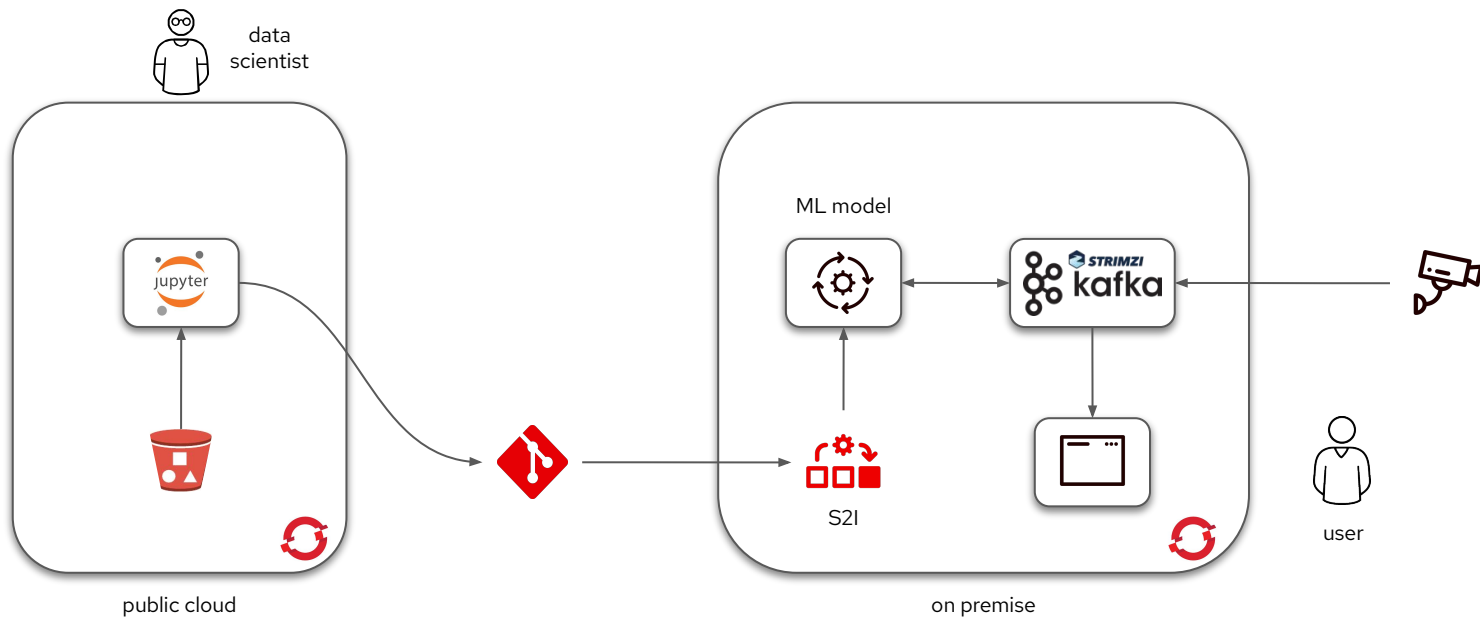 data
scientist
ML model
jupyter
STRIMZI
kafka
S2I
user
public cloud
on premise